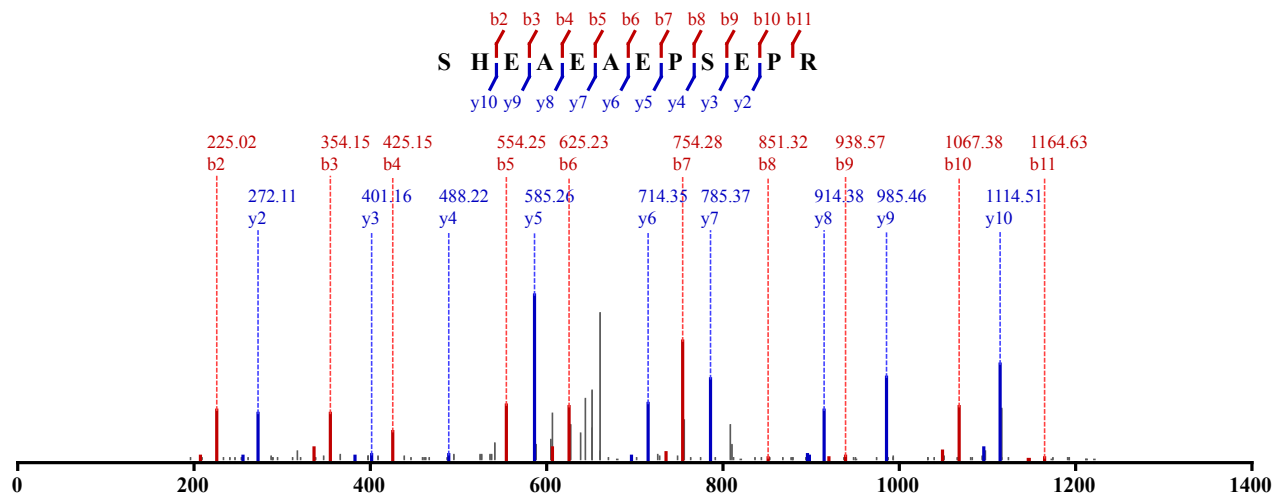 b2 b3 b4 b5 b6 b7 b8 b9 b10 b11
S H E A E A E P S E P R
y10 y9 y8 y7 y6 y5 y4 y3 y2
225.02 354.15 425.15 554.25 625.23 754.28 851.32 938.57 1067.38 1164.63
b2 b3 b4 b5 b6 b7 b8 b9 b10 b11
272.11 401.16 488.22 585.26 714.35 785.37 914.38 985.46 1114.51
y2 y3 y4 y5 y6 y7 y8 y9 y10
0 200 400 600 800 1000 1200 1400